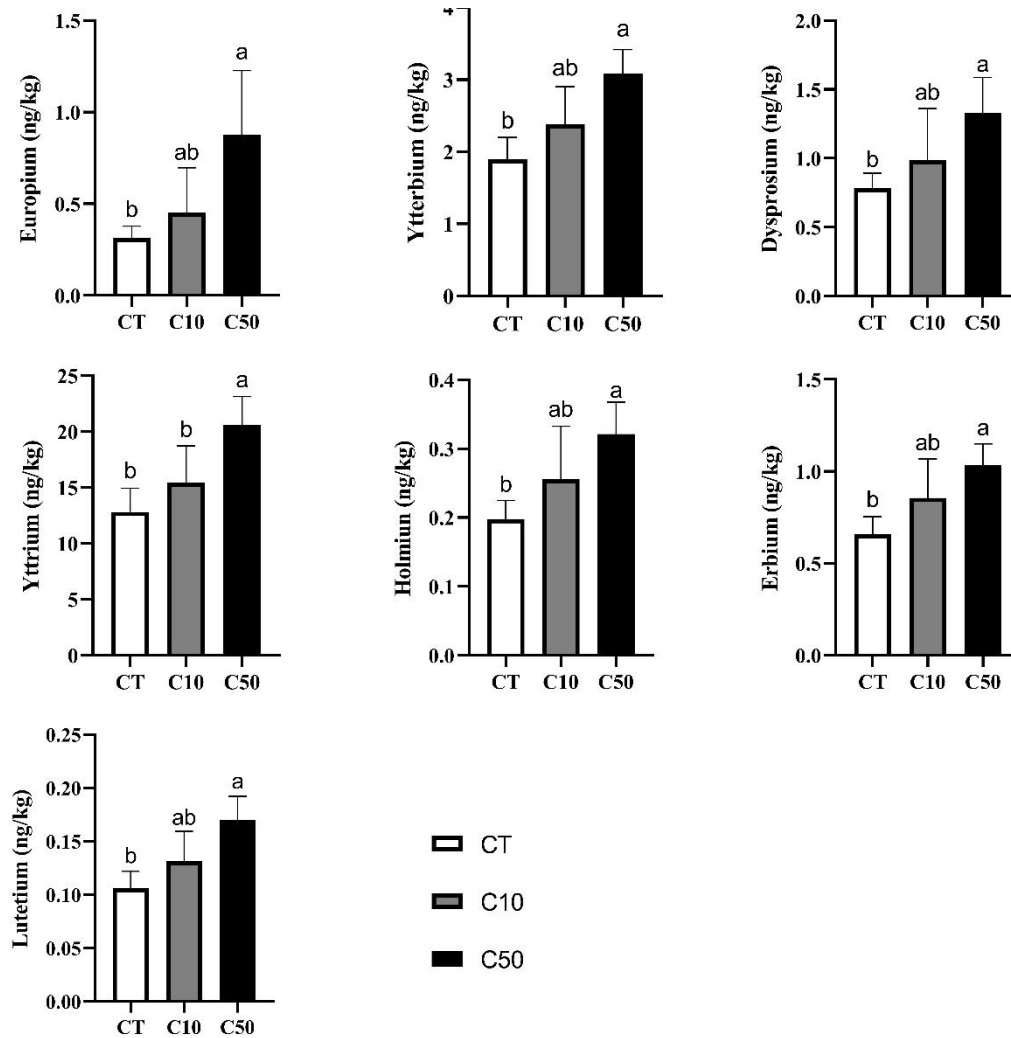 Europium (ng/kg)
1.5
1.0
0.5
0.0
b
ab
a
CT C10 C50
Ytterbium (ng/kg)
4
3
2
1
0
b
ab
a
CT C10 C50
Dysprosium (ng/kg)
2.0
1.5
1.0
0.5
0.0
b
ab
a
CT C10 C50
Yttrium (ng/kg)
25
20
15
10
5
0
b
b
a
CT C10 C50
Holmiun (ng/kg)
0.4
0.3
0.2
0.1
0.0
b
ab
a
CT C10 C50
Erbium (ng/kg)
1.5
1.0
0.5
0.0
b
ab
a
CT C10 C50
Lutetium (ng/kg)
0.25
0.20
0.15
0.10
0.05
0.00
b
ab
a
CT C10 C50
CT
C10
C50